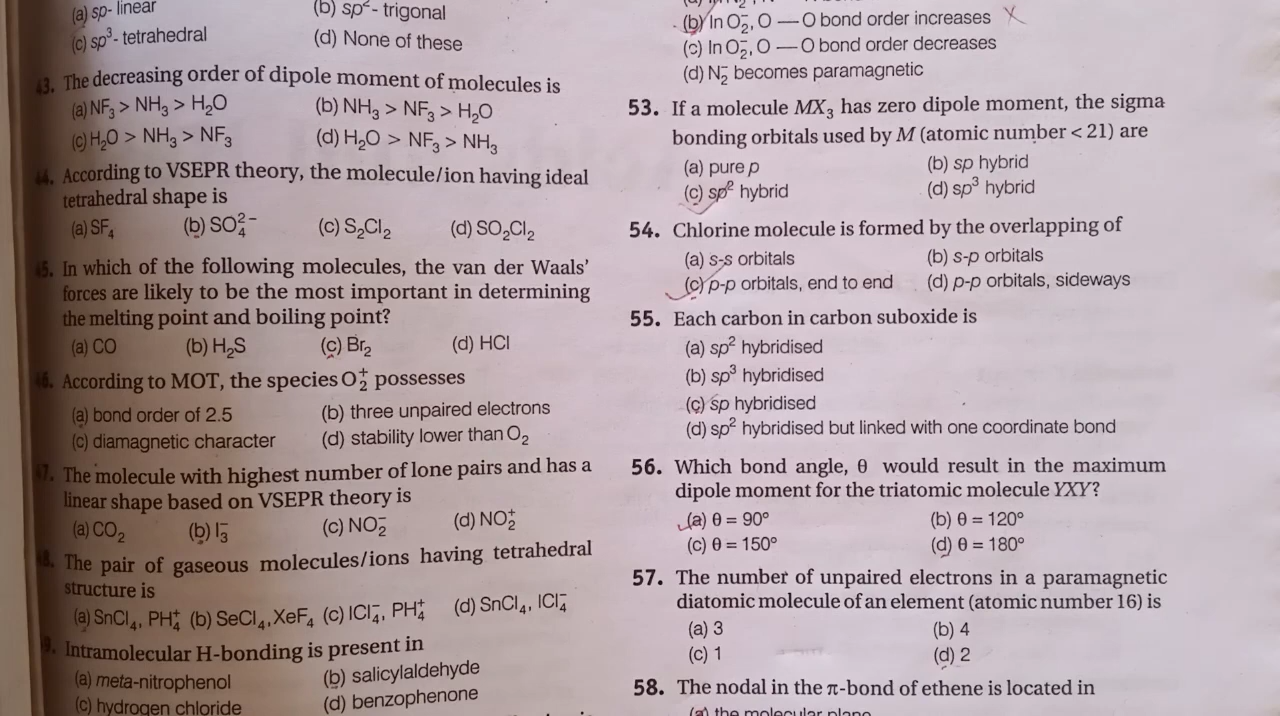 (a) sp- linear (b) sp²- trigonal
(c) sp³- tetrahedral (d) None of these
43. The decreasing order of dipole moment of molecules is
(a) NF₃ > NH₃ > H₂O (b) NH₃ > NF₃ > H₂O
(c) H₂O > NH₃ > NF₃ (d) H₂O > NF₃ > NH₃
44. According to VSEPR theory, the molecule/ion having ideal
tetrahedral shape is
(a) SF₄ (b) SO₄²⁻ (c) S₂Cl₂ (d) SO₂Cl₂
45. In which of the following molecules, the van der Waals'
forces are likely to be the most important in determining
the melting point and boiling point?
(a) CO (b) H₂S (c) Br₂ (d) HCl
46. According to MOT, the species O₂⁺ possesses
(a) bond order of 2.5 (b) three unpaired electrons
(c) diamagnetic character (d) stability lower than O₂
47. The molecule with highest number of lone pairs and has a
linear shape based on VSEPR theory is
(a) CO₂ (b) I₃⁻ (c) NO₂⁻ (d) NO₂⁺
48. The pair of gaseous molecules/ions having tetrahedral
structure is
(a) SnCl₄, PH₄⁺ (b) SeCl₄, XeF₄ (c) ICl₄⁻, PH₄⁺ (d) SnCl₄, ICl₄⁻
49. Intramolecular H-bonding is present in
(a) meta-nitrophenol (b) salicylaldehyde
(c) hydrogen chloride (d) benzophenone
(b) In O₂⁻, O — O bond order increases
(c) In O₂⁻, O — O bond order decreases
(d) N₂⁻ becomes paramagnetic
53. If a molecule MX₃ has zero dipole moment, the sigma
bonding orbitals used by M (atomic number < 21) are
(a) pure p (b) sp hybrid
(c) sp² hybrid (d) sp³ hybrid
54. Chlorine molecule is formed by the overlapping of
(a) s-s orbitals (b) s-p orbitals
(c) p-p orbitals, end to end (d) p-p orbitals, sideways
55. Each carbon in carbon suboxide is
(a) sp² hybridised
(b) sp³ hybridised
(c) sp hybridised
(d) sp² hybridised but linked with one coordinate bond
56. Which bond angle, θ would result in the maximum
dipole moment for the triatomic molecule YXY?
(a) θ = 90° (b) θ = 120°
(c) θ = 150° (d) θ = 180°
57. The number of unpaired electrons in a paramagnetic
diatomic molecule of an element (atomic number 16) is
(a) 3 (b) 4
(c) 1 (d) 2
58. The nodal in the π-bond of ethene is located in
(a) the molecular plane